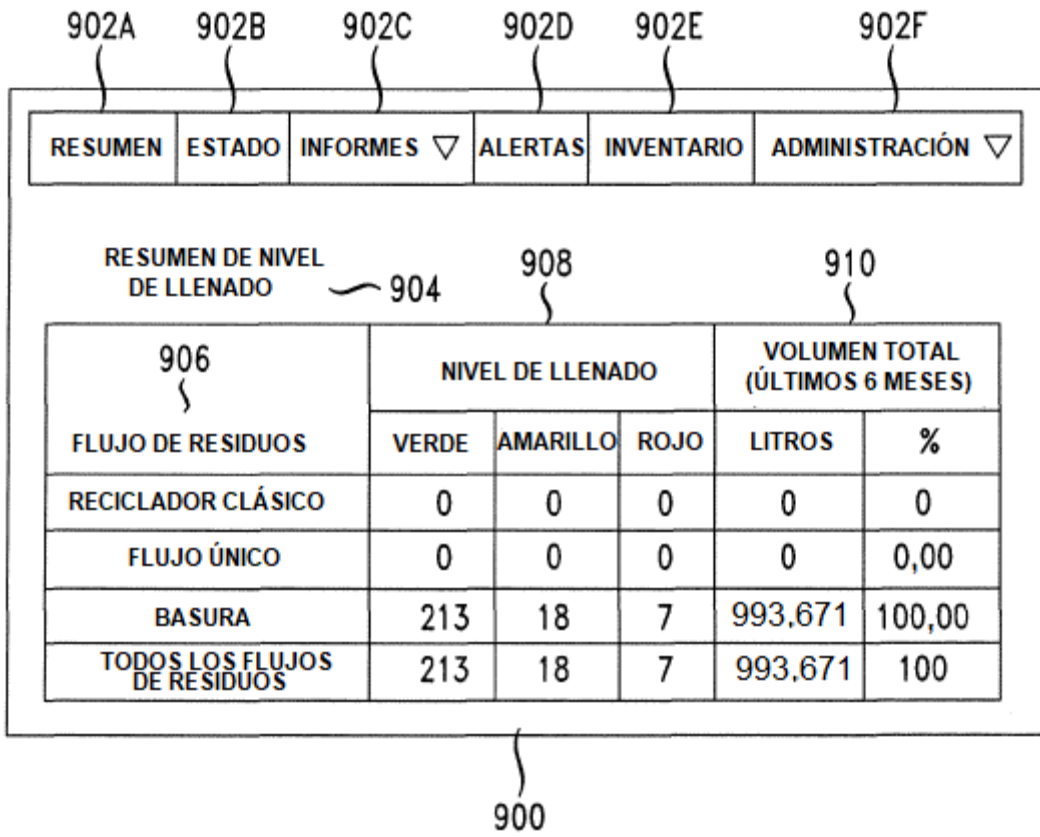 902A 902B 902C 902D 902E 902F
RESUMEN ESTADO INFORMES ▽ ALERTAS INVENTARIO ADMINISTRACIÓN ▽
RESUMEN DE NIVEL
DE LLENADO 904
908 910
906
FLUJO DE RESIDUOS
NIVEL DE LLENADO
VOLUMEN TOTAL
(ÚLTIMOS 6 MESES)
VERDE AMARILLO ROJO LITROS %
RECICLADOR CLÁSICO 0 0 0 0 0
FLUJO ÚNICO 0 0 0 0 0,00
BASURA 213 18 7 993.671 100,00
TODOS LOS FLUJOS
DE RESIDUOS 213 18 7 993.671 100
900